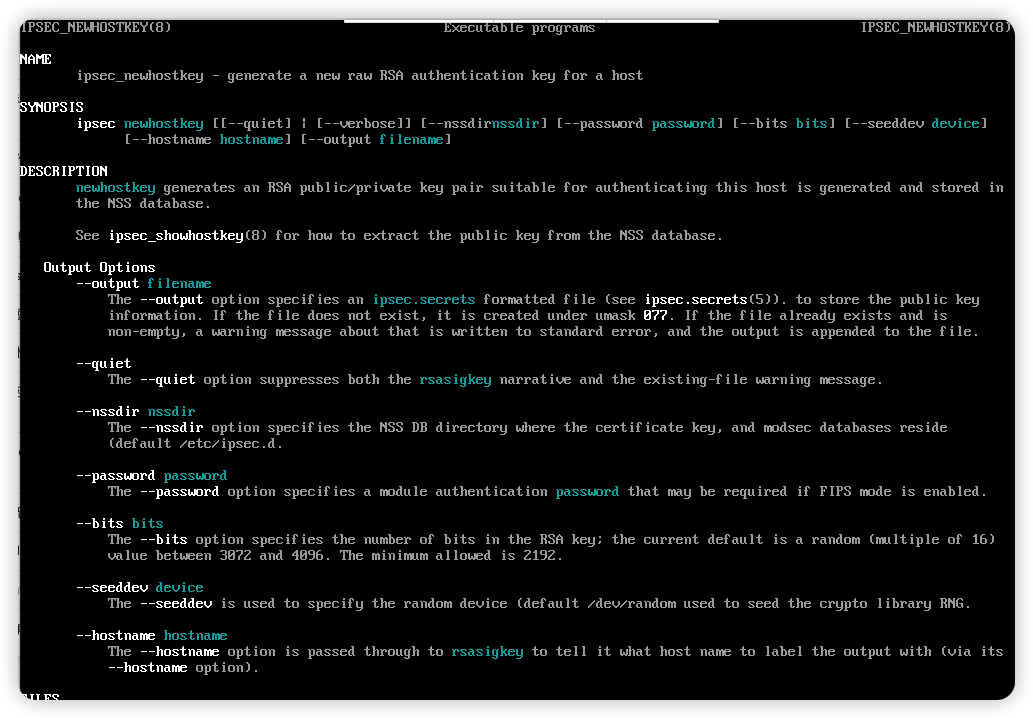 IPSEC_NEWHOSTKEY(8) Executable programs IPSEC_NEWHOSTKEY(8)
NAME
ipsec_newhostkey - generate a new raw RSA authentication key for a host
SYNOPSIS
ipsec newhostkey [[--quiet] ¦ [--verbose]] [--nssdirnssdir] [--password password] [--bits bits] [--seeddev device]
[--hostname hostname] [--output filename]
DESCRIPTION
newhostkey generates an RSA public/private key pair suitable for authenticating this host is generated and stored in
the NSS database.
See ipsec_showhostkey(8) for how to extract the public key from the NSS database.
Output Options
--output filename
The --output option specifies an ipsec.secrets formatted file (see ipsec.secrets(5)). to store the public key
information. If the file does not exist, it is created under umask 077. If the file already exists and is
non-empty, a warning message about that is written to standard error, and the output is appended to the file.
--quiet
The --quiet option suppresses both the rsasigkey narrative and the existing-file warning message.
--nssdir nssdir
The --nssdir option specifies the NSS DB directory where the certificate key, and modsec databases reside
(default /etc/ipsec.d.
--password password
The --password option specifies a module authentication password that may be required if FIPS mode is enabled.
--bits bits
The --bits option specifies the number of bits in the RSA key; the current default is a random (multiple of 16)
value between 3072 and 4096. The minimum allowed is 2192.
--seeddev device
The --seeddev is used to specify the random device (default /dev/random used to seed the crypto library RNG.
--hostname hostname
The --hostname option is passed through to rsasigkey to tell it what host name to label the output with (via its
--hostname option).
FILES